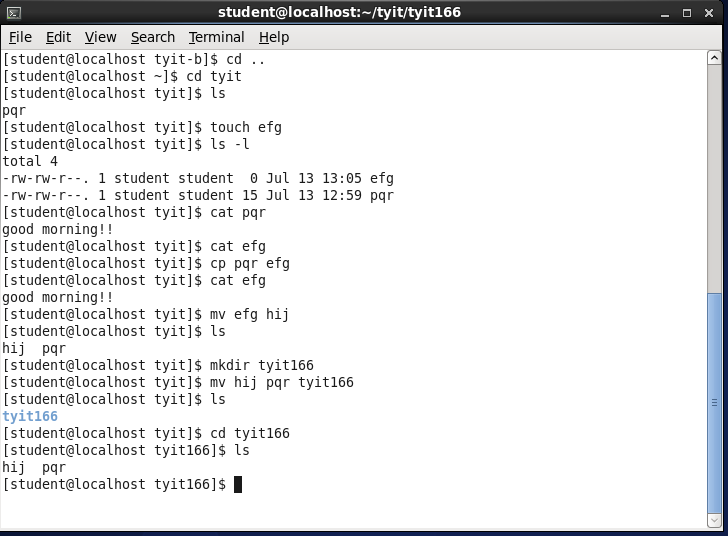 student@localhost:~/tyit/tyit166
File Edit View Search Terminal Help
[student@localhost tyit-b]$ cd ..
[student@localhost ~]$ cd tyit
[student@localhost tyit]$ ls
pqr
[student@localhost tyit]$ touch efg
[student@localhost tyit]$ ls -l
total 4
-rw-rw-r--. 1 student student  0 Jul 13 13:05 efg
-rw-rw-r--. 1 student student 15 Jul 13 12:59 pqr
[student@localhost tyit]$ cat pqr
good morning!!
[student@localhost tyit]$ cat efg
[student@localhost tyit]$ cp pqr efg
[student@localhost tyit]$ cat efg
good morning!!
[student@localhost tyit]$ mv efg hij
[student@localhost tyit]$ ls
hij  pqr
[student@localhost tyit]$ mkdir tyit166
[student@localhost tyit]$ mv hij pqr tyit166
[student@localhost tyit]$ ls
tyit166
[student@localhost tyit]$ cd tyit166
[student@localhost tyit166]$ ls
hij  pqr
[student@localhost tyit166]$